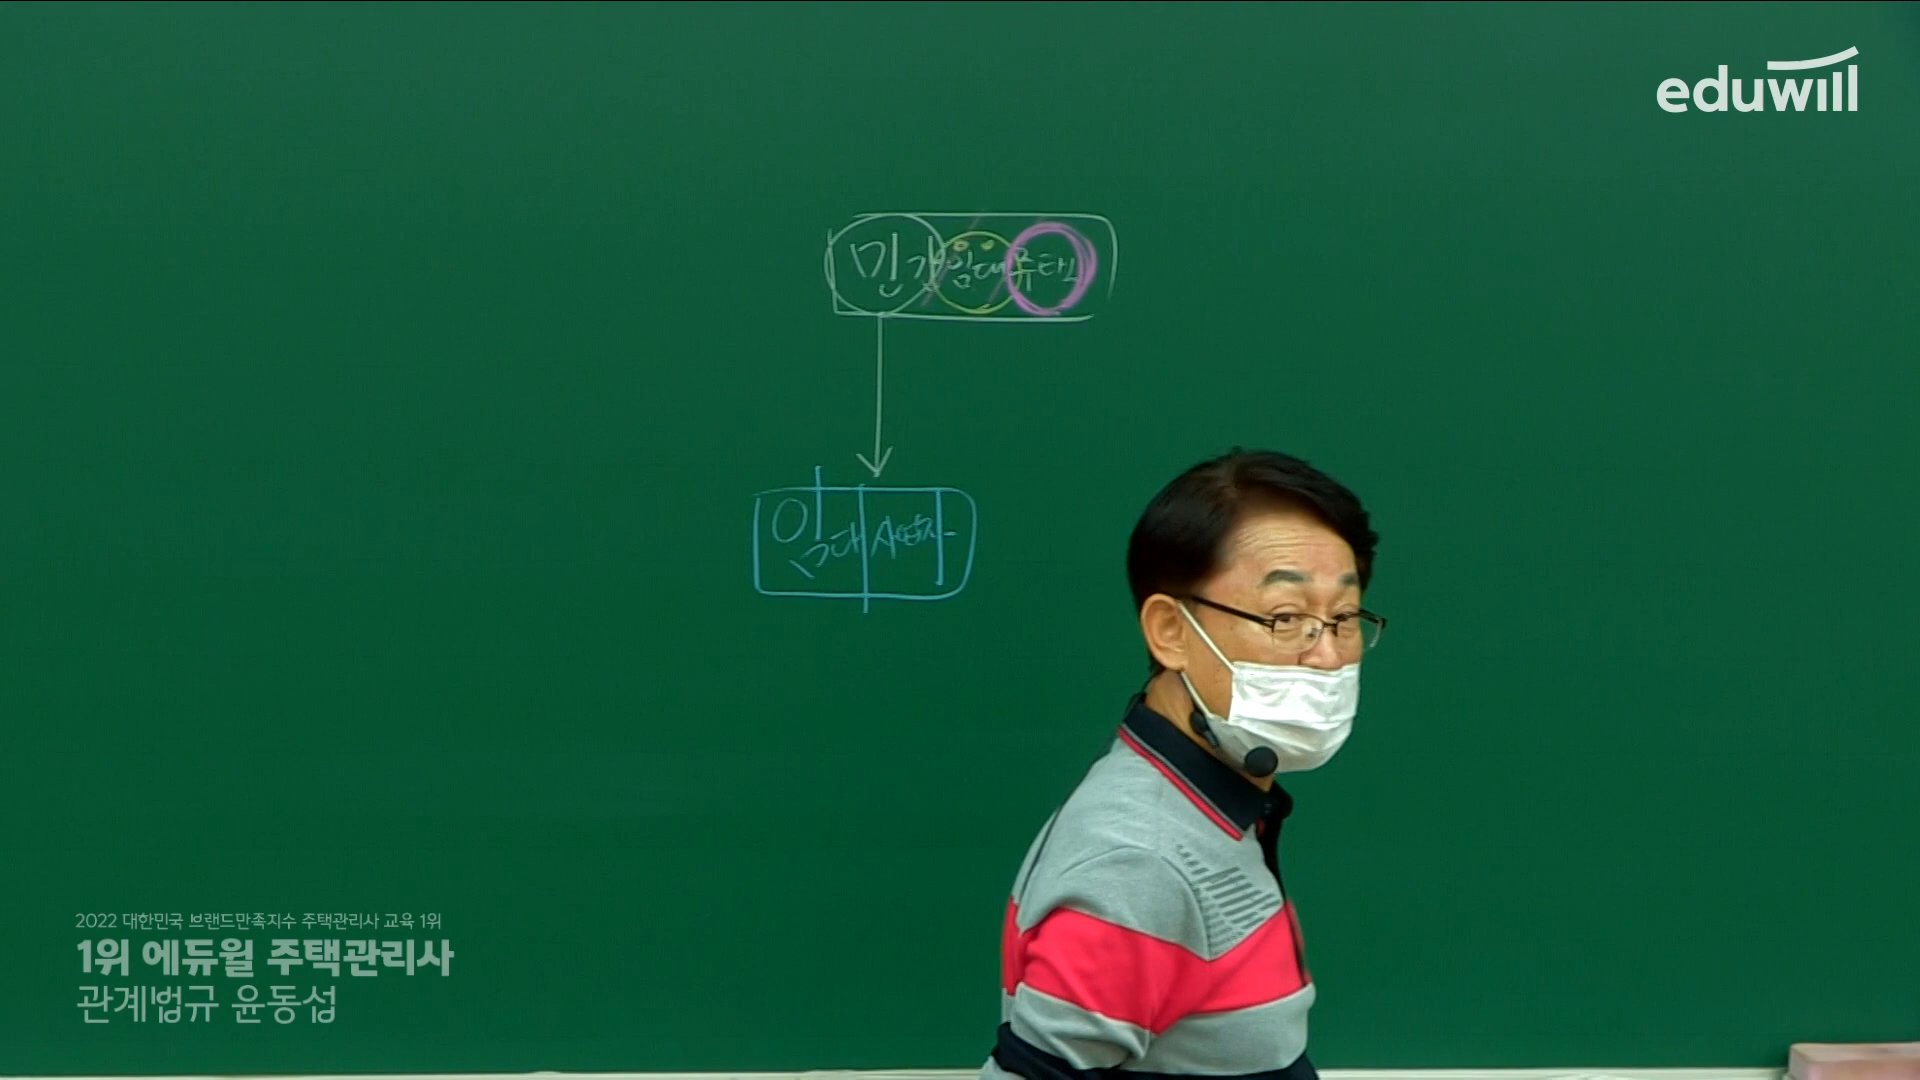 eduwill
민간임대주택
임대사업자
2022 대한민국 브랜드만족지수 주택관리사 교육 1위
1위 에듀윌 주택관리사
관계법규 윤동섭